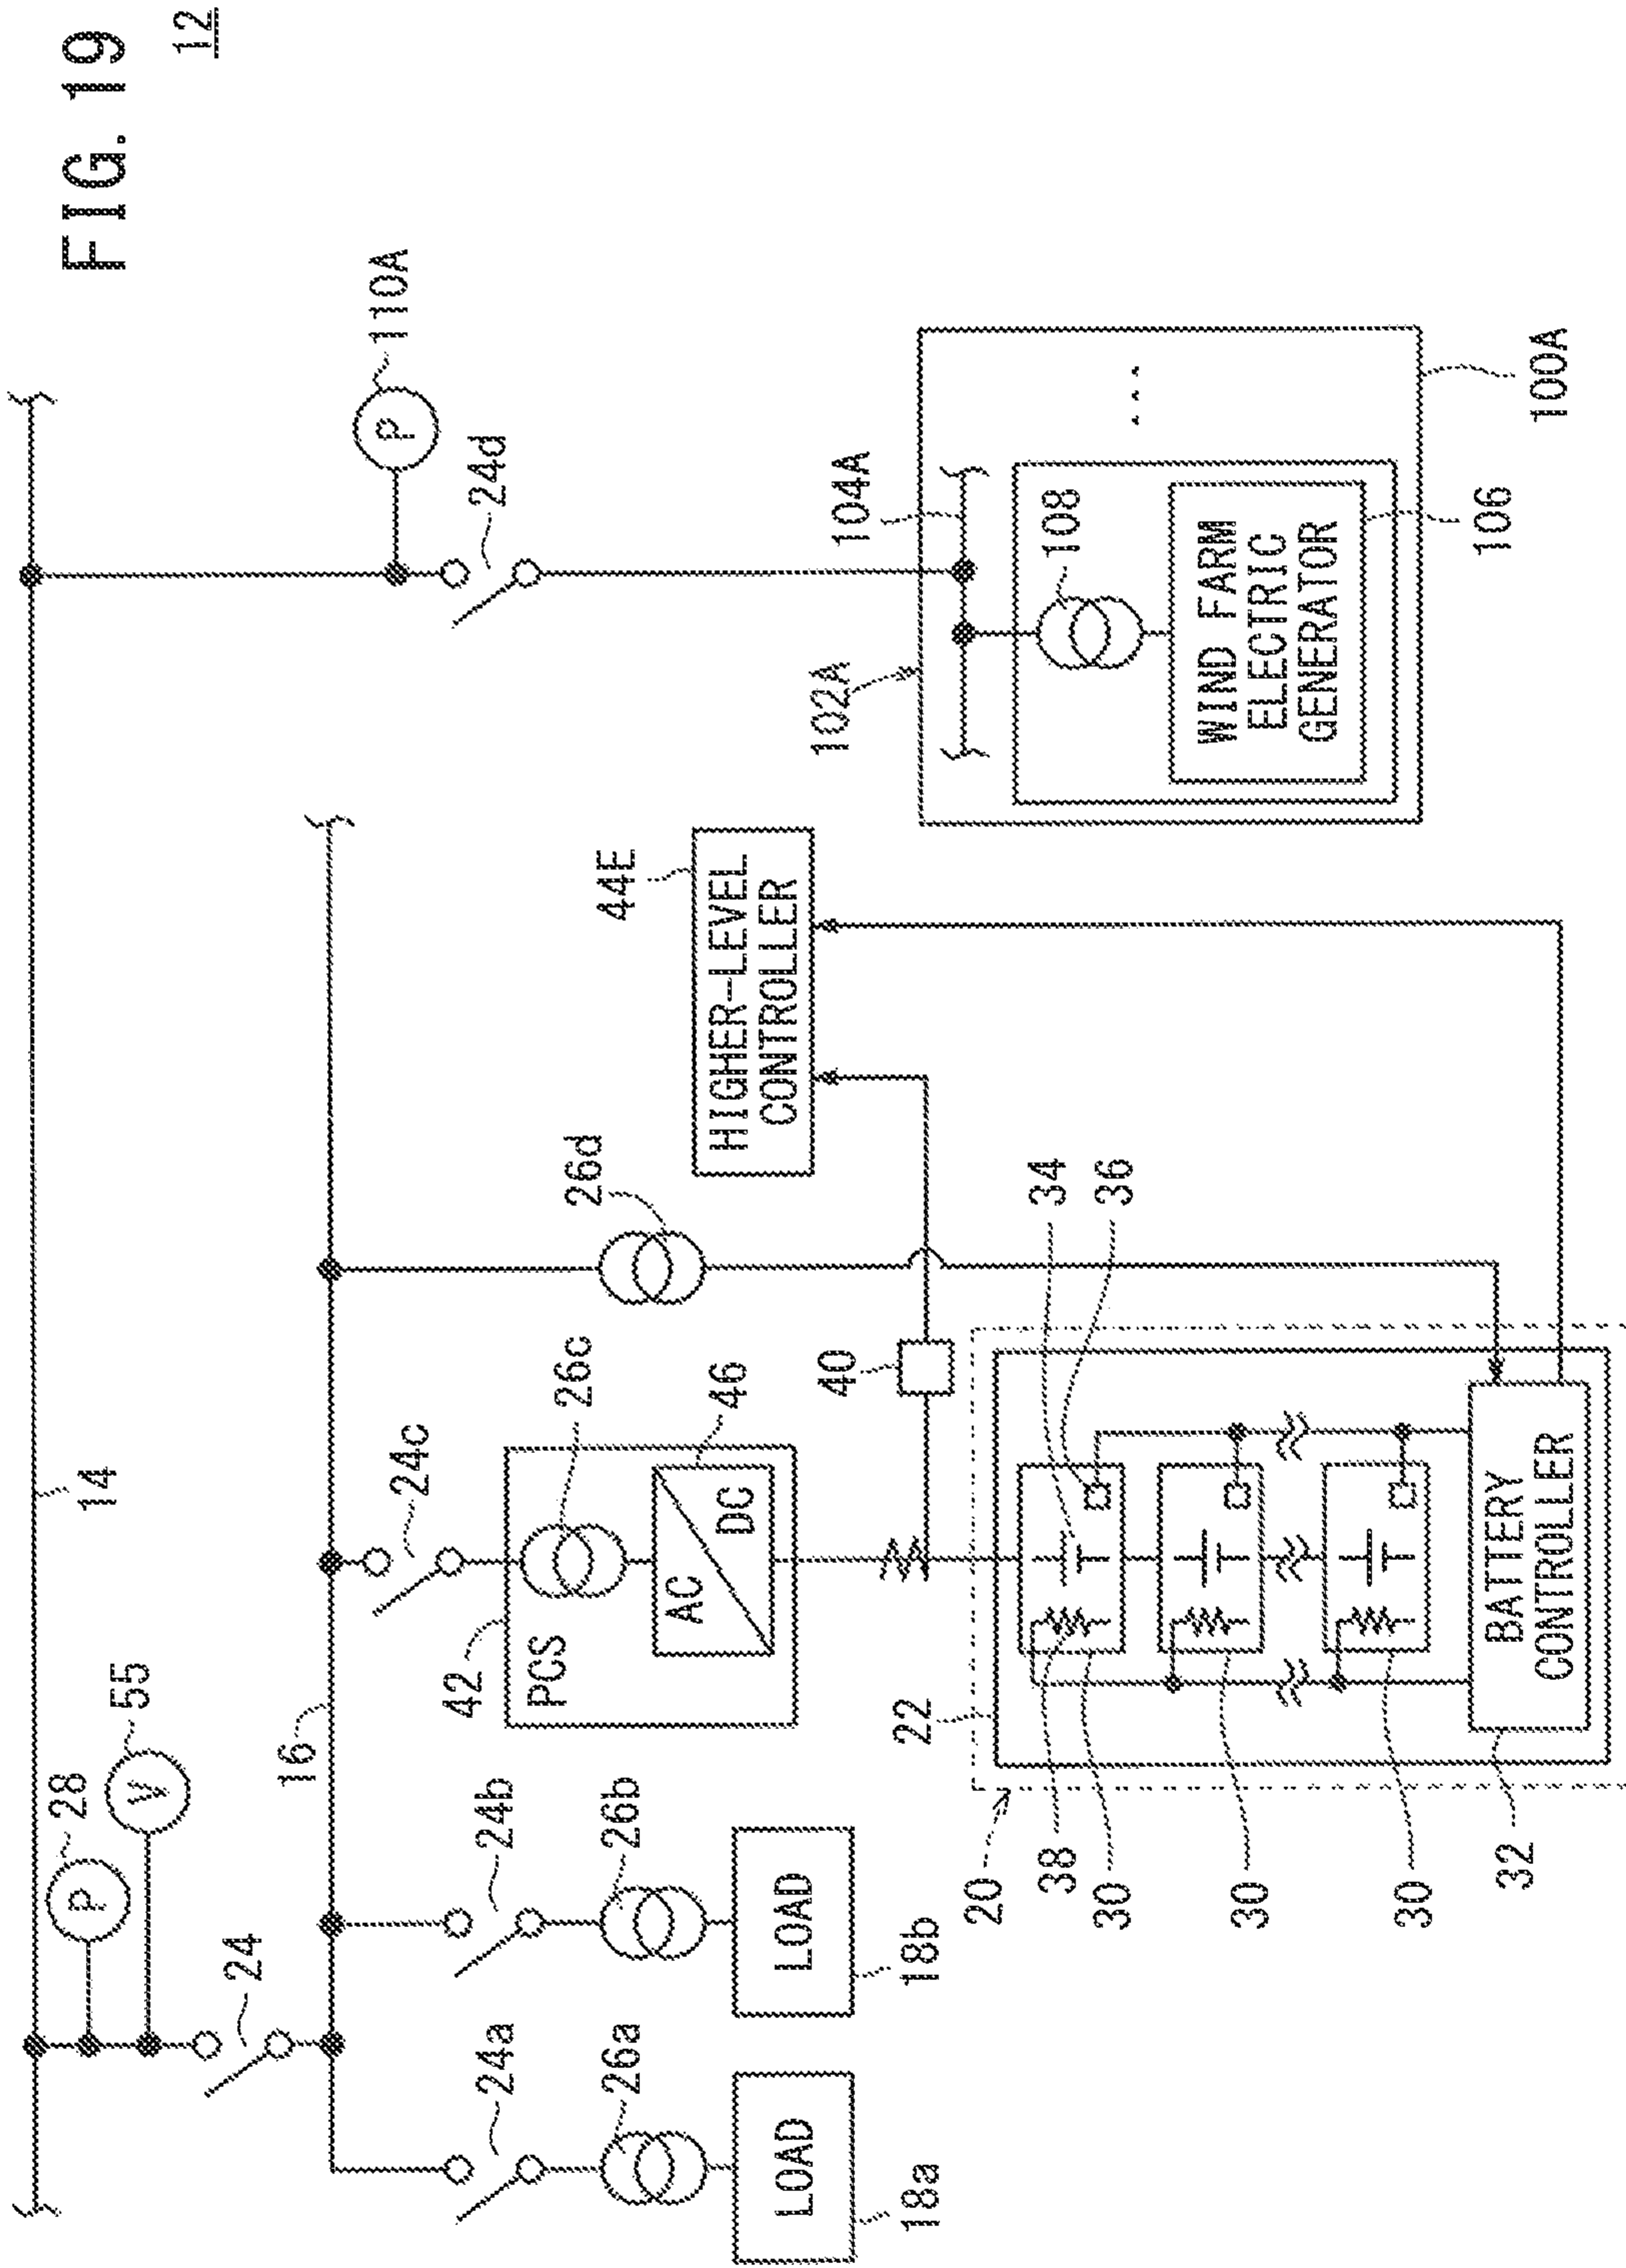 FIG. 19
12
14
28
P
55
V
24
16
110A
P
24d
24a
26a
LOAD
18a
24b
26b
LOAD
18b
24c
42
PCS
26c
46
AC
DC
26d
44E
HIGHER-LEVEL
CONTROLLER
40
102A
104A
108
WIND FARM
ELECTRIC
GENERATOR
106
100A
...
20
22
34
36
38
30
30
30
32
BATTERY
CONTROLLER